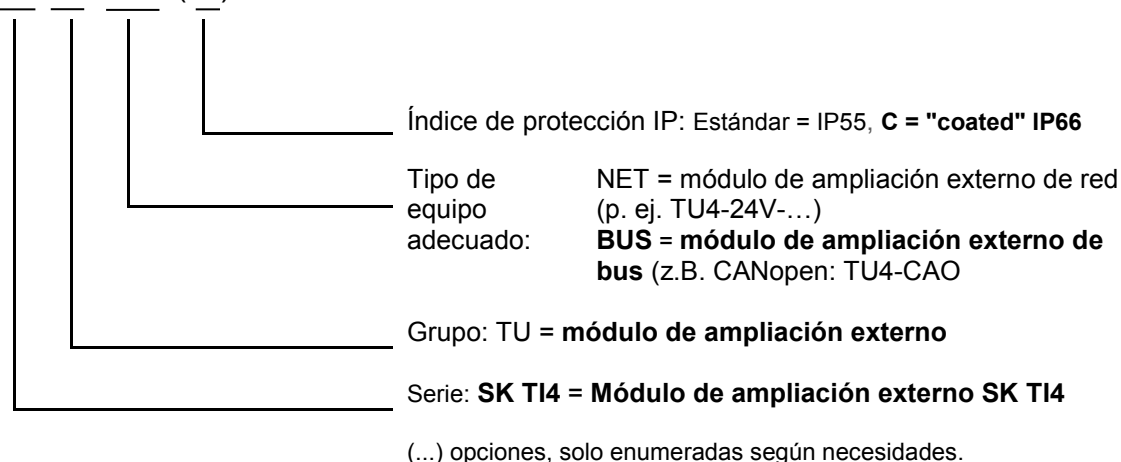 Índice de protección IP: Estándar = IP55, C = "coated" IP66
Tipo de equipo adecuado:
NET = módulo de ampliación externo de red
(p. ej. TU4-24V-…)
BUS = módulo de ampliación externo de
bus (z.B. CANopen: TU4-CAO
Grupo: TU = módulo de ampliación externo
Serie: SK TI4 = Módulo de ampliación externo SK TI4
(...) opciones, solo enumeradas según necesidades.